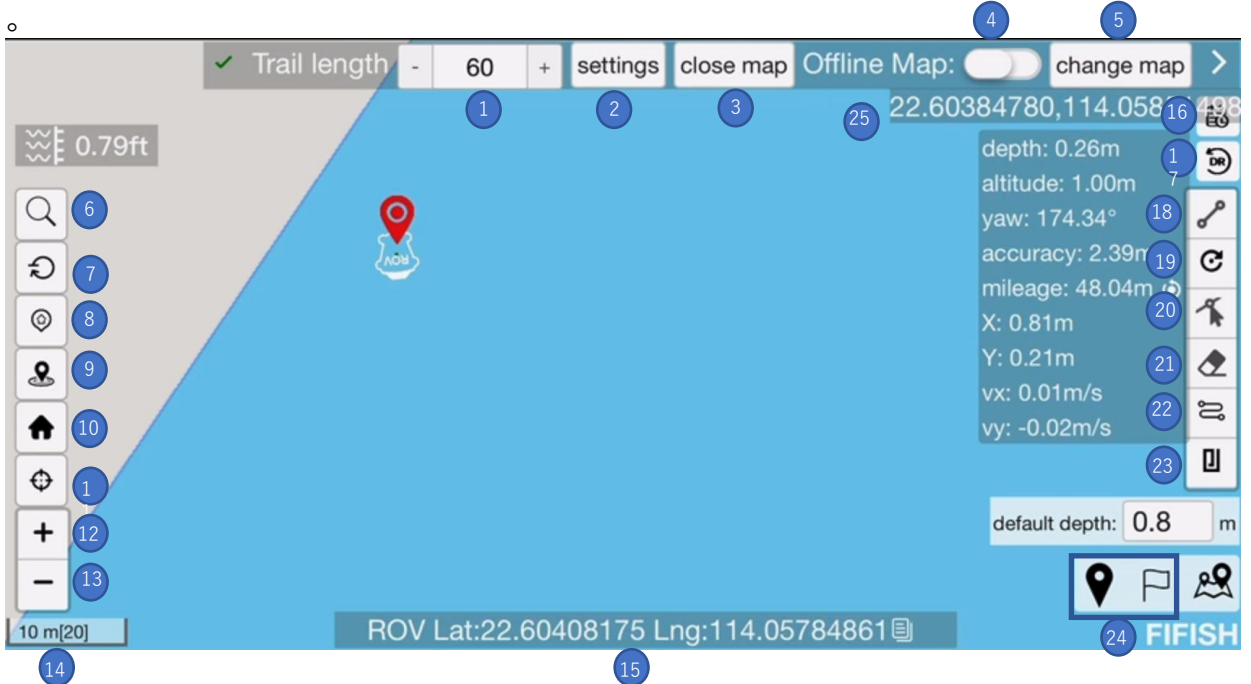 。
4 5
Trail length - 60 + settings close map Offline Map: change map >
1 2 3 25 22.60384780,114.058 16
0.79ft
depth: 0.26m 17 DR
altitude: 1.00m
6 yaw: 174.34° 18
ROV
7 accuracy: 2.39m 19
mileage: 48.04m
8 X: 0.81m 20
9 Y: 0.21m 21
vx: 0.01m/s
10 vy: -0.02m/s 22
11 23
+ 12 default depth: 0.8 m
- 13
10 m[20] ROV Lat:22.60408175 Lng:114.05784861 24 FIFISH
14 15